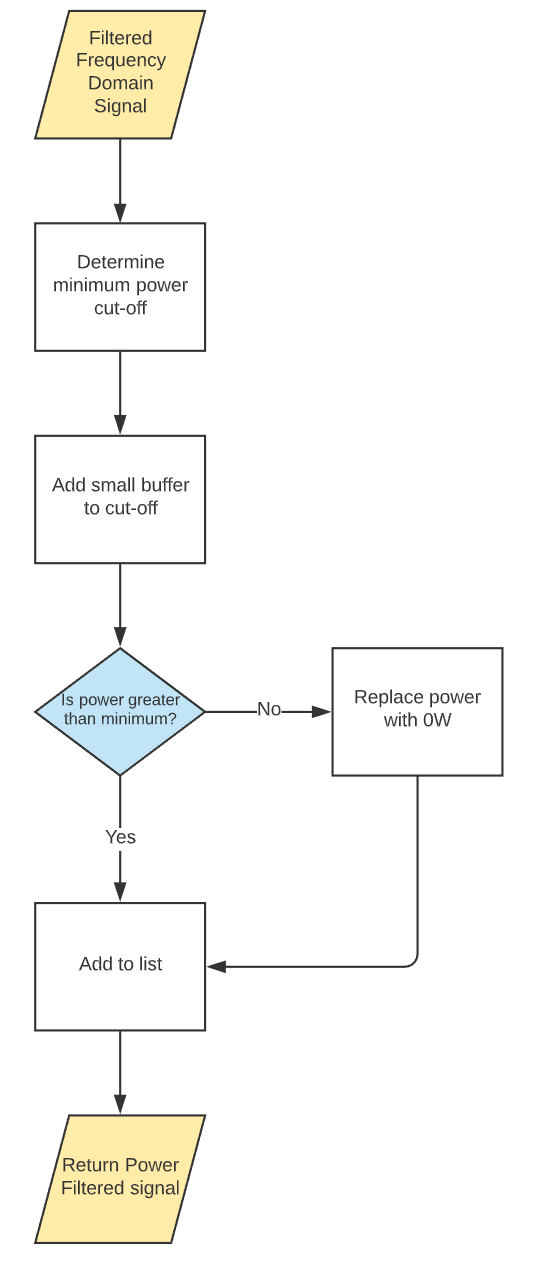 Filtered
Frequency
Domain
Signal
Determine
minimum power
cut-off
Add small buffer
to cut-off
Is power greater
than minimum?
No
Replace power
with 0W
Yes
Add to list
Return Power
Filtered signal